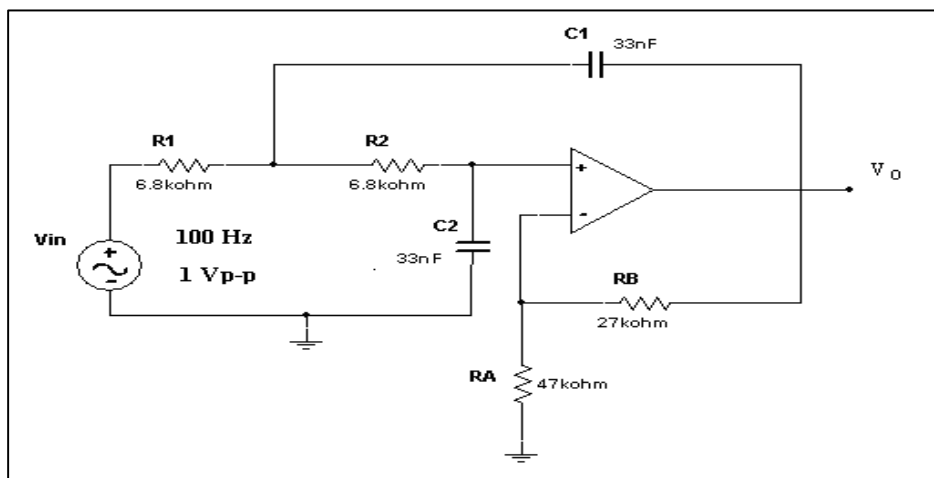 C1
33nF
R1
6.8kohm
R2
6.8kohm
+
-
V0
Vin
+
-
100 Hz
1 Vp-p
C2
33nF
RB
27kohm
RA
47kohm